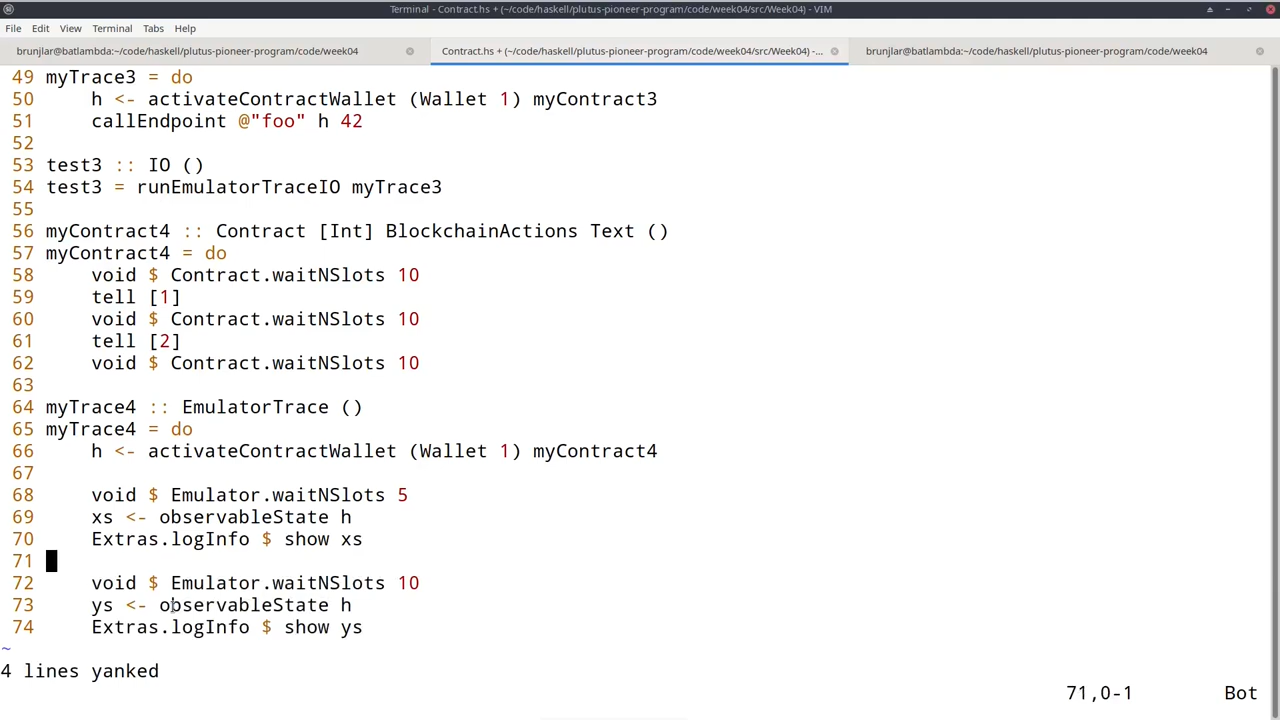 Terminal - Contract.hs + (~/code/haskell/plutus-pioneer-program/code/week04/src/Week04) - VIM
File Edit View Terminal Tabs Help
brunjlar@batlambda:~/code/haskell/plutus-pioneer-program/code/week04 Contract.hs + (~/code/haskell/plutus-pioneer-program/code/week04/src/Week04) -... brunjlar@batlambda:~/code/haskell/plutus-pioneer-program/code/week04
49 myTrace3 = do
50     h <- activateContractWallet (Wallet 1) myContract3
51     callEndpoint @"foo" h 42
52
53 test3 :: IO ()
54 test3 = runEmulatorTraceIO myTrace3
55
56 myContract4 :: Contract [Int] BlockchainActions Text ()
57 myContract4 = do
58     void $ Contract.waitNSlots 10
59     tell [1]
60     void $ Contract.waitNSlots 10
61     tell [2]
62     void $ Contract.waitNSlots 10
63
64 myTrace4 :: EmulatorTrace ()
65 myTrace4 = do
66     h <- activateContractWallet (Wallet 1) myContract4
67
68     void $ Emulator.waitNSlots 5
69     xs <- observableState h
70     Extras.logInfo $ show xs
71
72     void $ Emulator.waitNSlots 10
73     ys <- observableState h
74     Extras.logInfo $ show ys
~
4 lines yanked
71,0-1 Bot